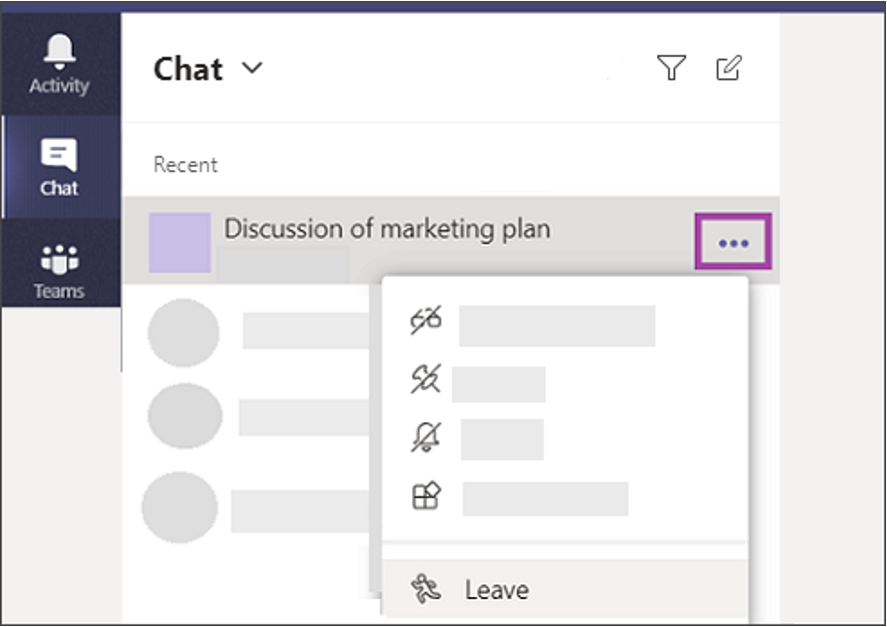 Activity
Chat
Teams
Chat
Recent
Discussion of marketing plan
Leave